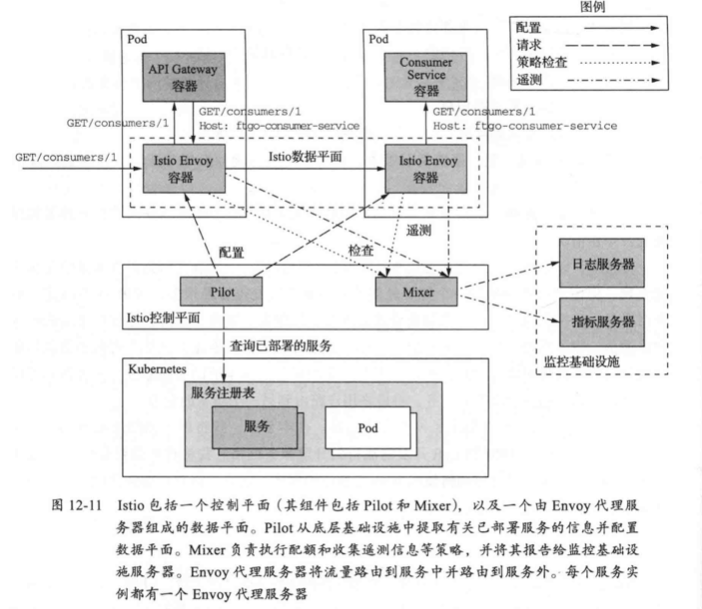 图例
配置
请求
策略检查
遥测
Pod
API Gateway
容器
GET/consumers/1
GET/consumers/1
Host: ftgo-consumer-service
GET/consumers/1
Istio Envoy
容器
Istio数据平面
Pod
Consumer
Service
容器
GET/consumers/1
Host: ftgo-consumer-service
Istio Envoy
容器
配置
检查
遥测
Pilot
Mixer
Istio控制平面
日志服务器
指标服务器
监控基础设施
查询已部署的服务
Kubernetes
服务注册表
服务
Pod
图 12-11 Istio 包括一个控制平面（其组件包括 Pilot 和 Mixer），以及一个由 Envoy 代理服
务器组成的数据平面。Pilot 从底层基础设施中提取有关已部署服务的信息并配置
数据平面。Mixer 负责执行配额和收集遥测信息等策略，并将其报告给监控基础设
施服务器。Envoy 代理服务器将流量路由到服务中并路由到服务外。每个服务实
例都有一个 Envoy 代理服务器